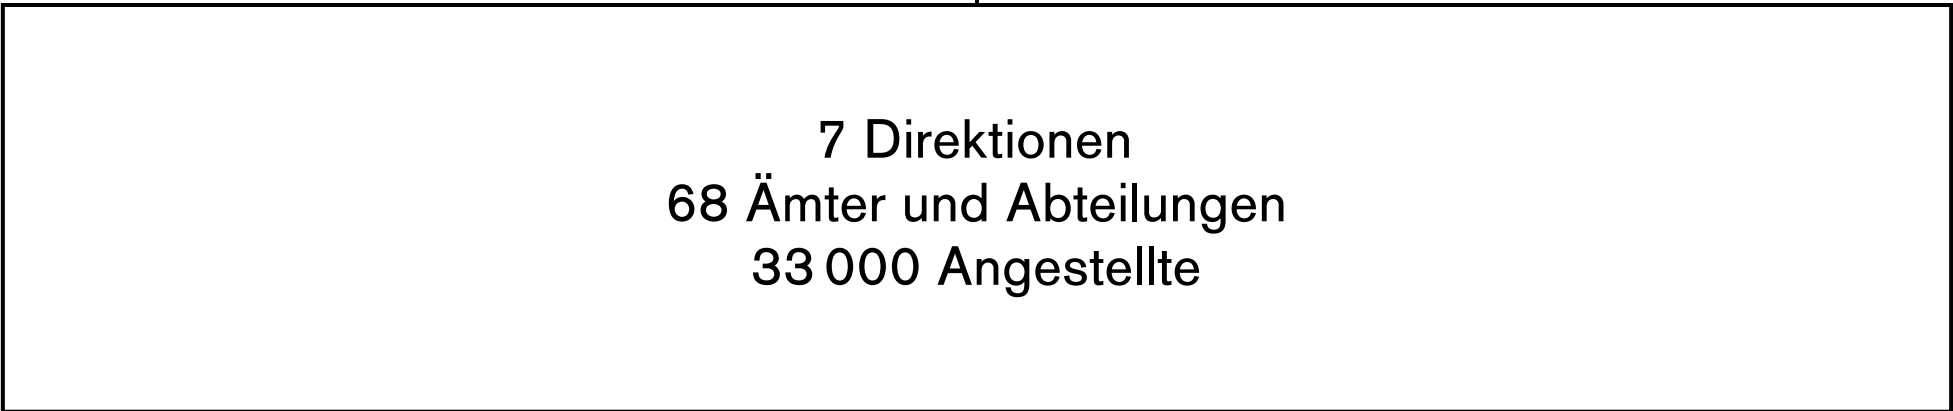 7 Direktionen
68 Ämter und Abteilungen
33 000 Angestellte